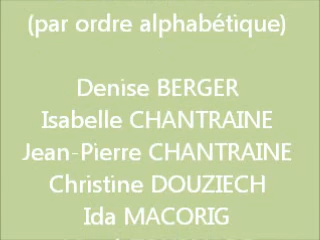 (par ordre alphabétique)
Denise BERGER
Isabelle CHANTRAINE
Jean-Pierre CHANTRAINE
Christine DOUZIECH
Ida MACORIG